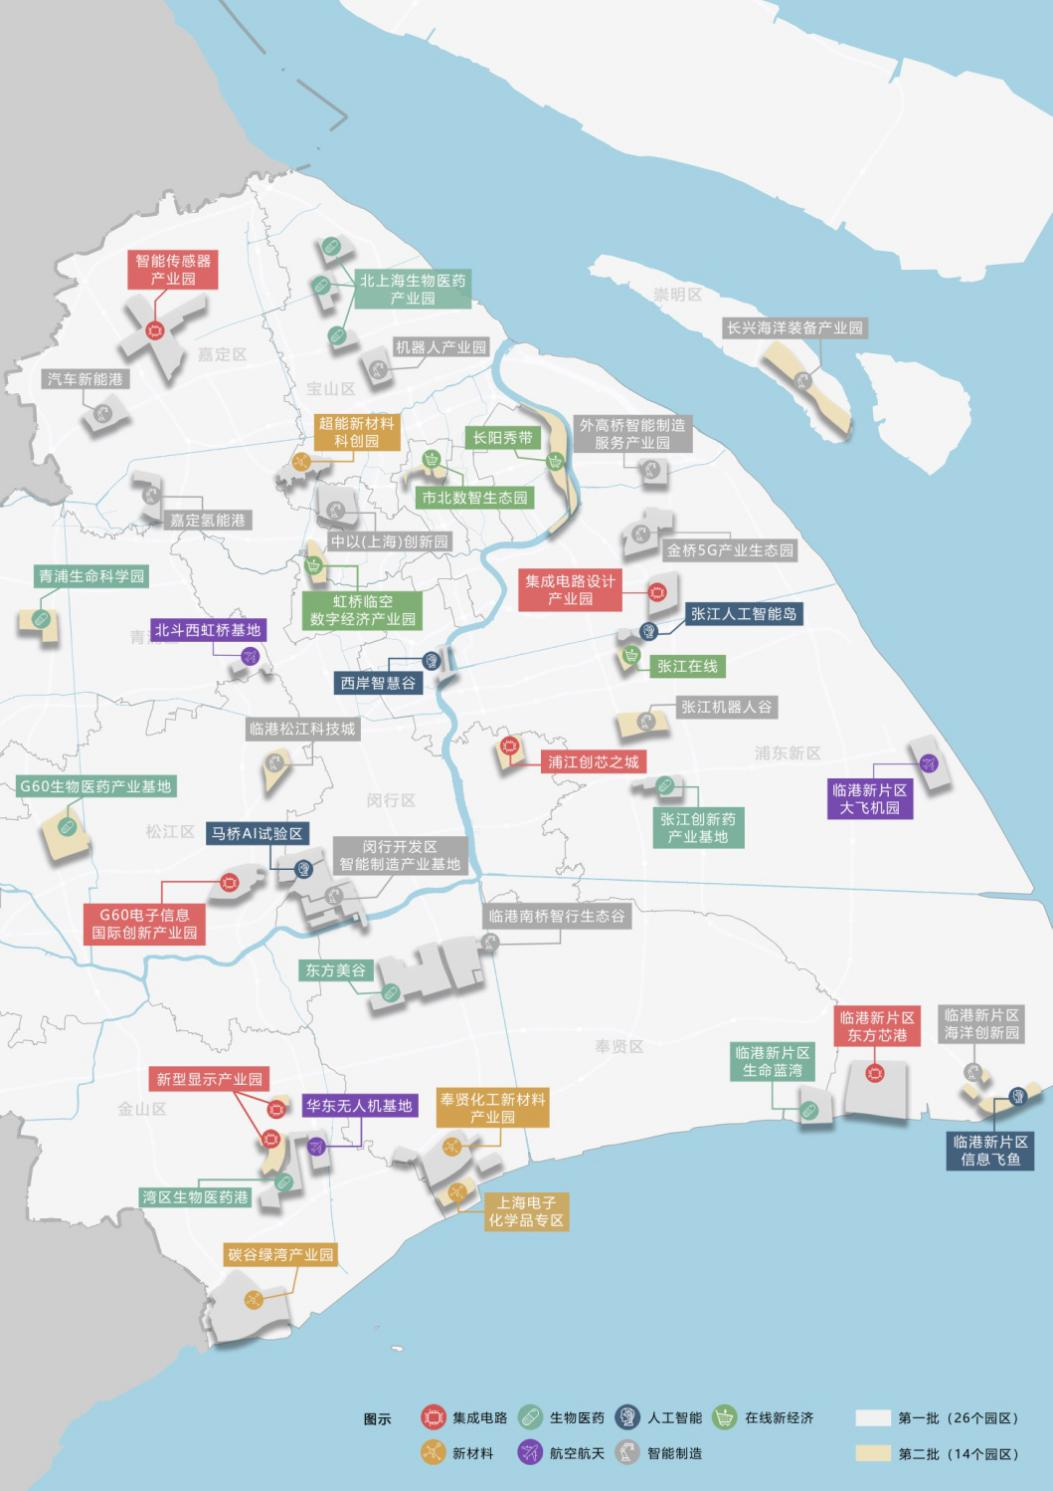 智能传感器
产业园
北上海生物医药
产业园
崇明区
长兴海洋装备产业园
机器人产业园
嘉定区
汽车新能港
宝山区
超能新材料
科创园
长阳秀带
外高桥智能制造
服务产业园
市北数智生态园
嘉定氢能港
中以(上海)创新园
金桥5G产业生态园
青浦生命科学园
集成电路设计
产业园
虹桥临空
数字经济产业园
张江人工智能岛
北斗西虹桥基地
张江在线
西岸智慧谷
张江机器人谷
临港松江科技城
浦东新区
浦江创芯之城
G60生物医药产业基地
临港新片区
大飞机园
闵行区
张江创新药
产业基地
松江区
马桥AI试验区
闵行开发区
智能制造产业基地
G60电子信息
国际创新产业园
临港南桥智行生态谷
东方美谷
临港新片区
东方芯港
临港新片区
海洋创新园
奉贤区
临港新片区
生命蓝湾
新型显示产业园
金山区
华东无人机基地
奉贤化工新材料
产业园
临港新片区
信息飞鱼
湾区生物医药港
上海电子
化学品专区
碳谷绿湾产业园
图示
集成电路
生物医药
人工智能
在线新经济
第一批（26个园区）
新材料
航空航天
智能制造
第二批（14个园区）